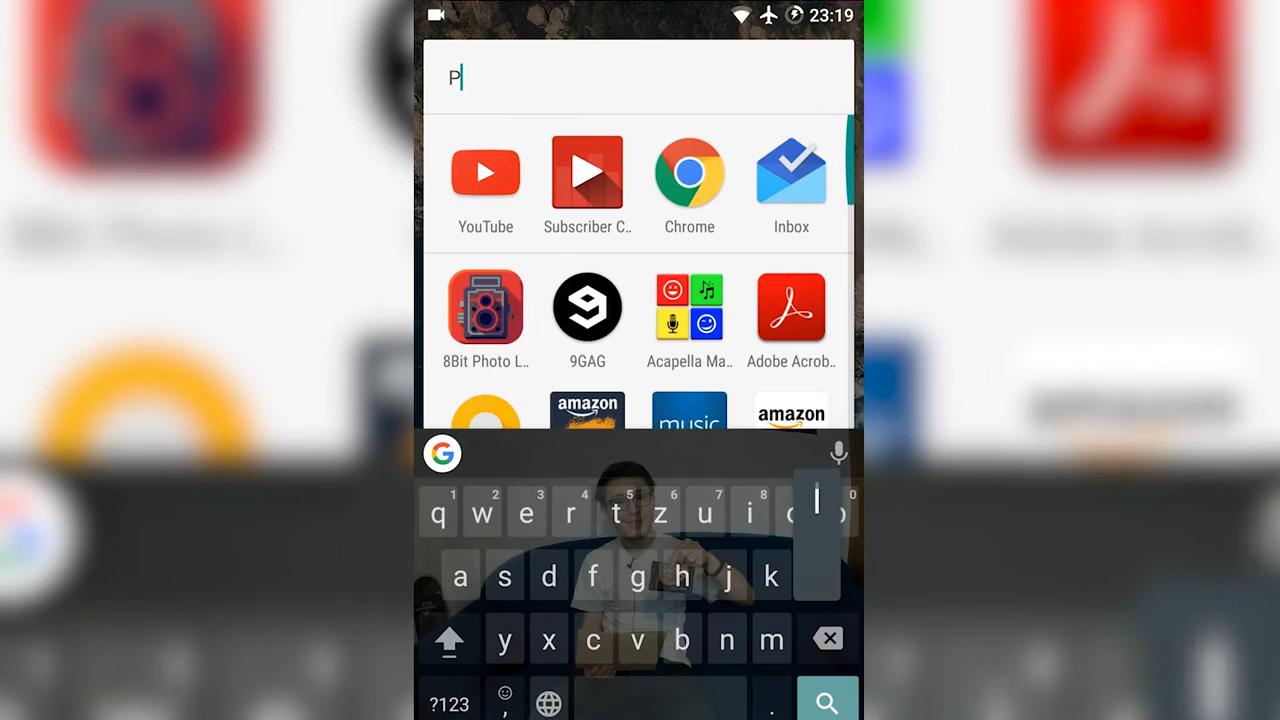 23:19
P
YouTube Subscriber C.. Chrome Inbox
8Bit Photo L.. 9GAG Acapella Ma.. Adobe Acrob..
amazon music amazon
G
1 2 3 4 5 6 7 8 0
q w e r t z u i l
a s d f g h j k
y x c v b n m
?123 , .